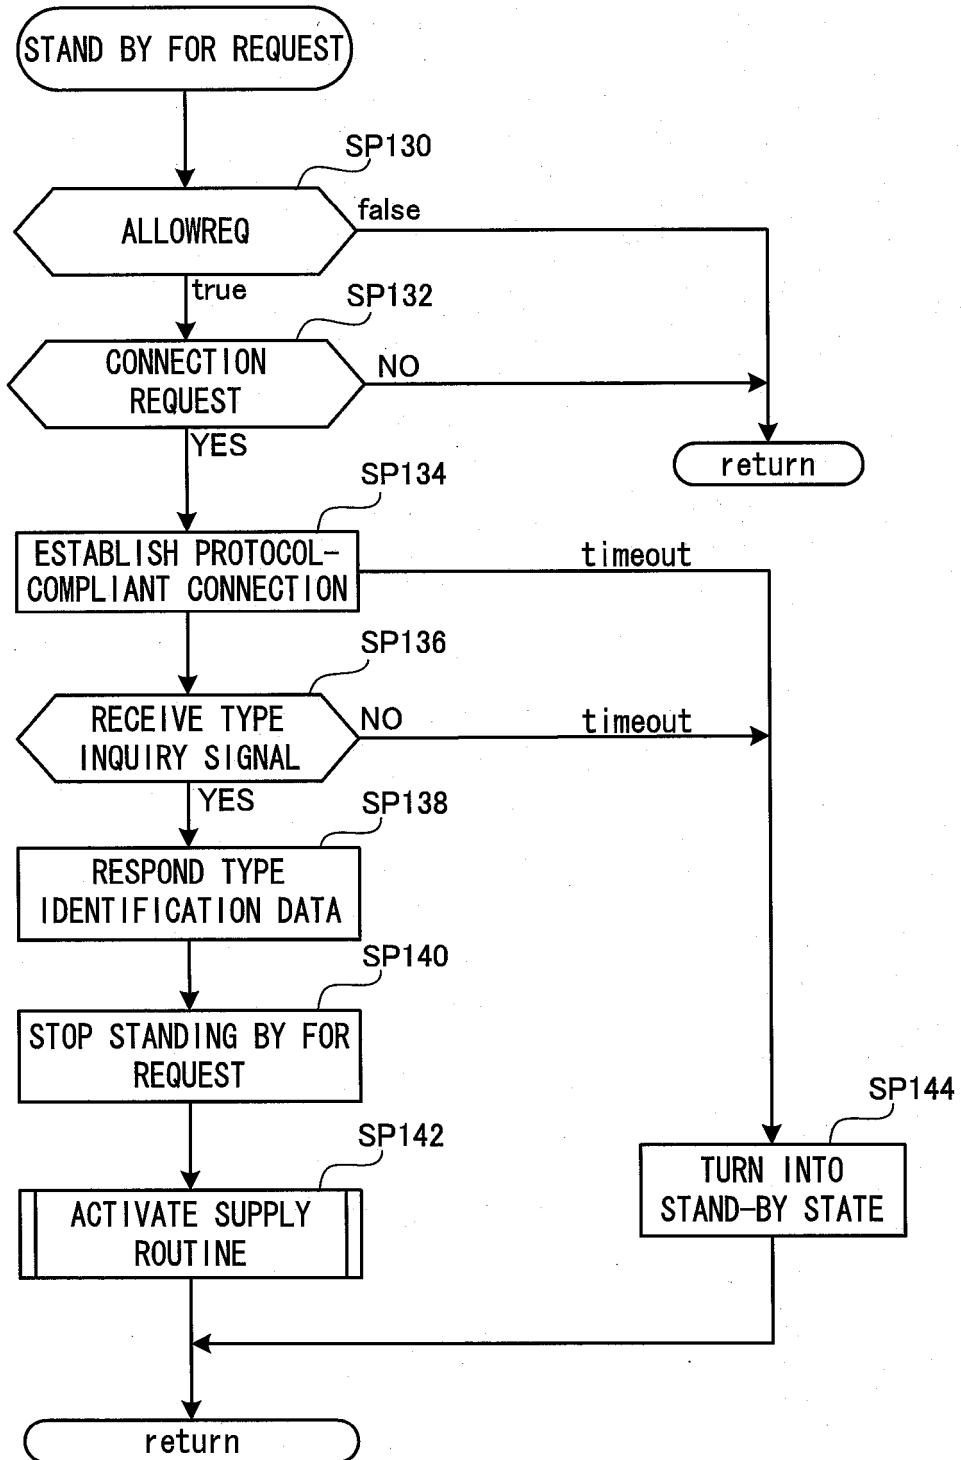 STAND BY FOR REQUEST
SP130
ALLOWREQ
false
true
SP132
CONNECTION
REQUEST
NO
YES
return
SP134
ESTABLISH PROTOCOL-
COMPLIANT CONNECTION
timeout
SP136
RECEIVE TYPE
INQUIRY SIGNAL
NO
timeout
YES
SP138
RESPOND TYPE
IDENTIFICATION DATA
SP140
STOP STANDING BY FOR
REQUEST
SP144
TURN INTO
STAND-BY STATE
SP142
ACTIVATE SUPPLY
ROUTINE
return